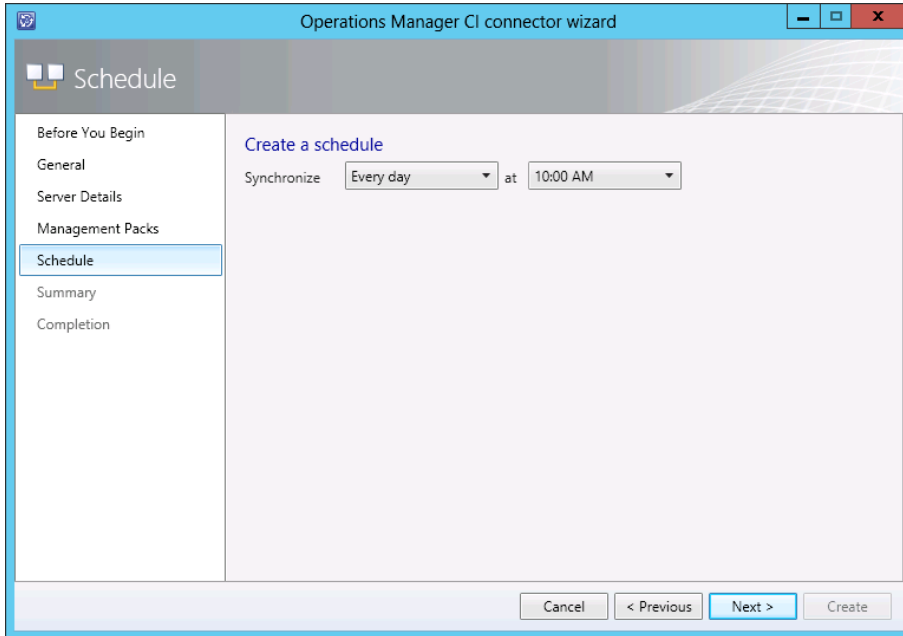 Operations Manager CI connector wizard
Schedule
Before You Begin
General
Server Details
Management Packs
Schedule
Summary
Completion
Create a schedule
Synchronize Every day at 10:00 AM
Cancel < Previous Next > Create